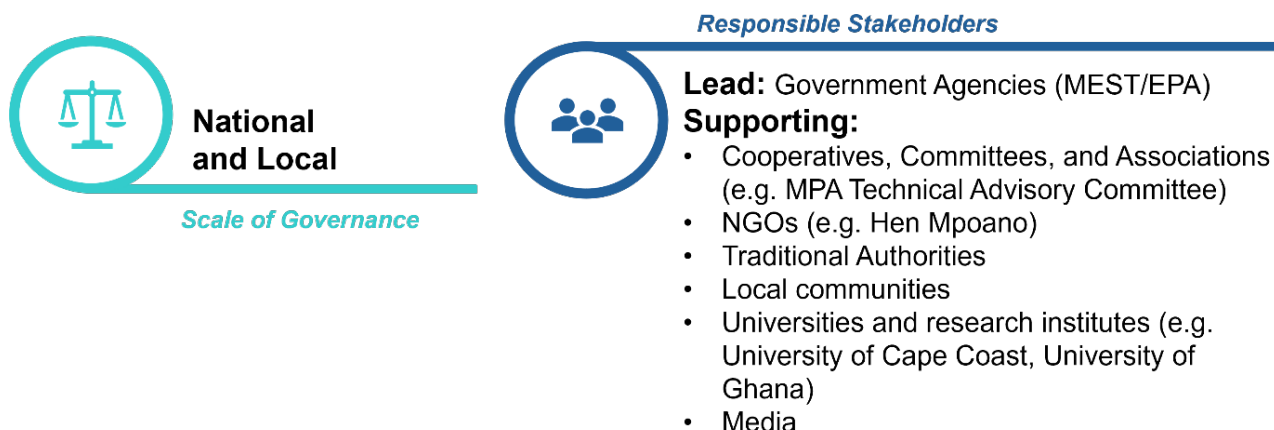 National
and Local
Scale of Governance
Responsible Stakeholders
Lead: Government Agencies (MEST/EPA)
Supporting:
• Cooperatives, Committees, and Associations
(e.g. MPA Technical Advisory Committee)
• NGOs (e.g. Hen Mpoano)
• Traditional Authorities
• Local communities
• Universities and research institutes (e.g.
University of Cape Coast, University of
Ghana)
• Media